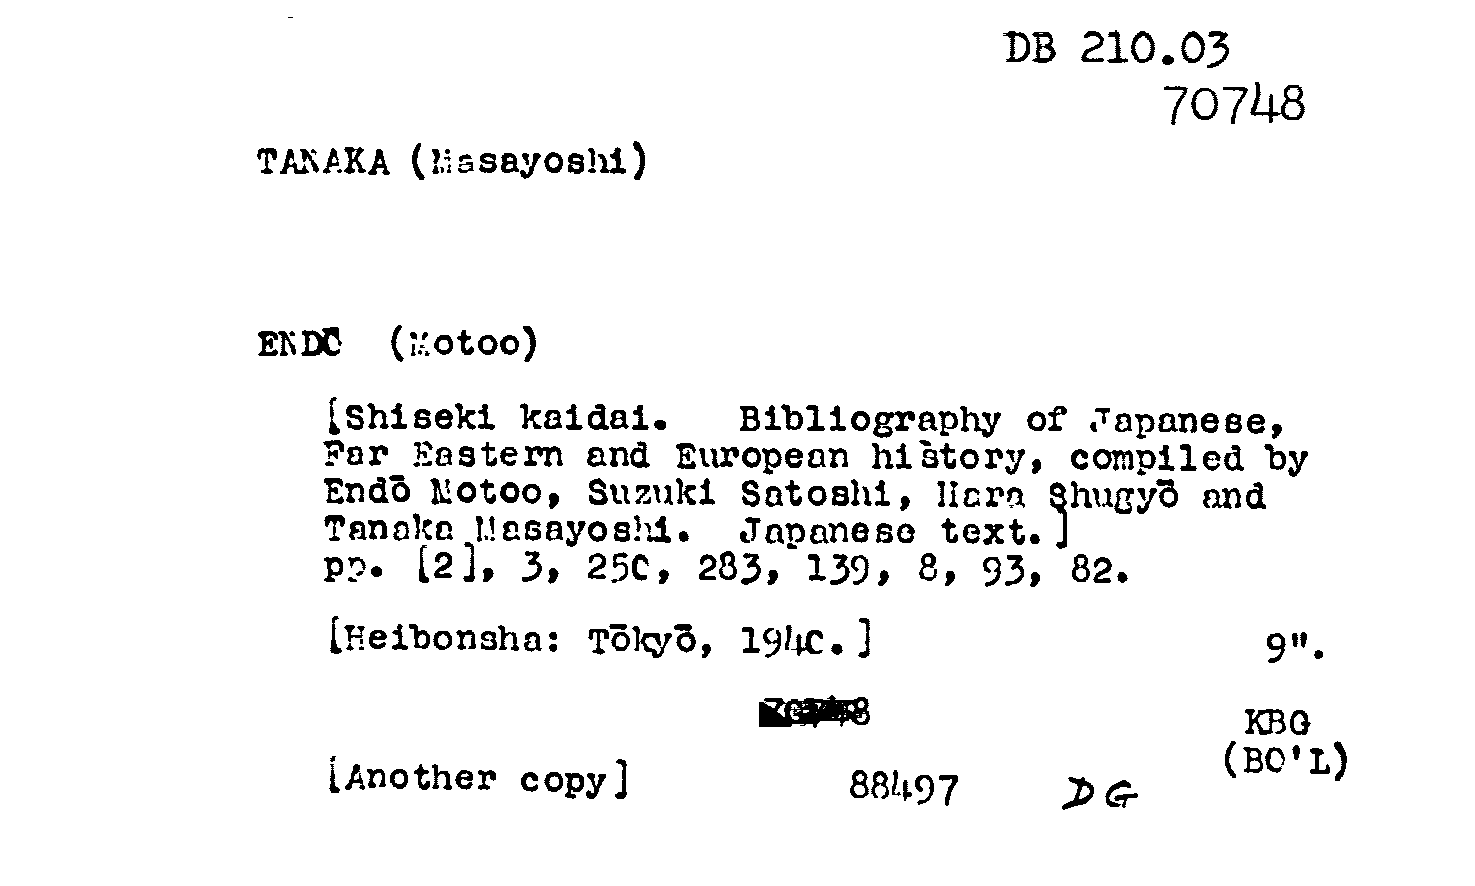 DB 210.03
70748
TANAKA (Masayoshi)
ENDŌ (Motoo)
[Shiseki kaidai. Bibliography of Japanese,
Far Eastern and European history, compiled by
Endō Motoo, Suzuki Satoshi, Hara Shugyō and
Tanaka Masayoshi. Japanese text.]
pp. [2], 3, 250, 283, 139, 8, 93, 82.
[Heibonsha: Tōkyō, 1940.] 9".
KBG
(BO'L)
[Another copy] 88497 DG